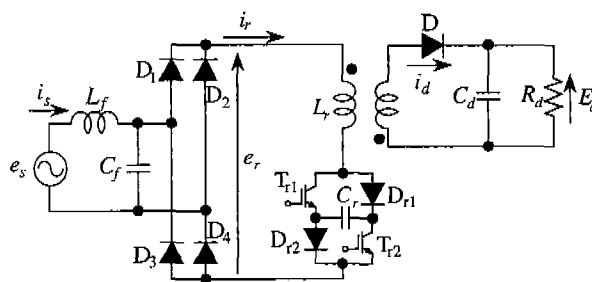 i_r
D
D_1
D_2
i_d
i_s
L_f
L_r
C_d
R_d
e_s
C_f
e_r
T_r1
C_r
D_r1
D_4
D_3
D_r2
T_r2